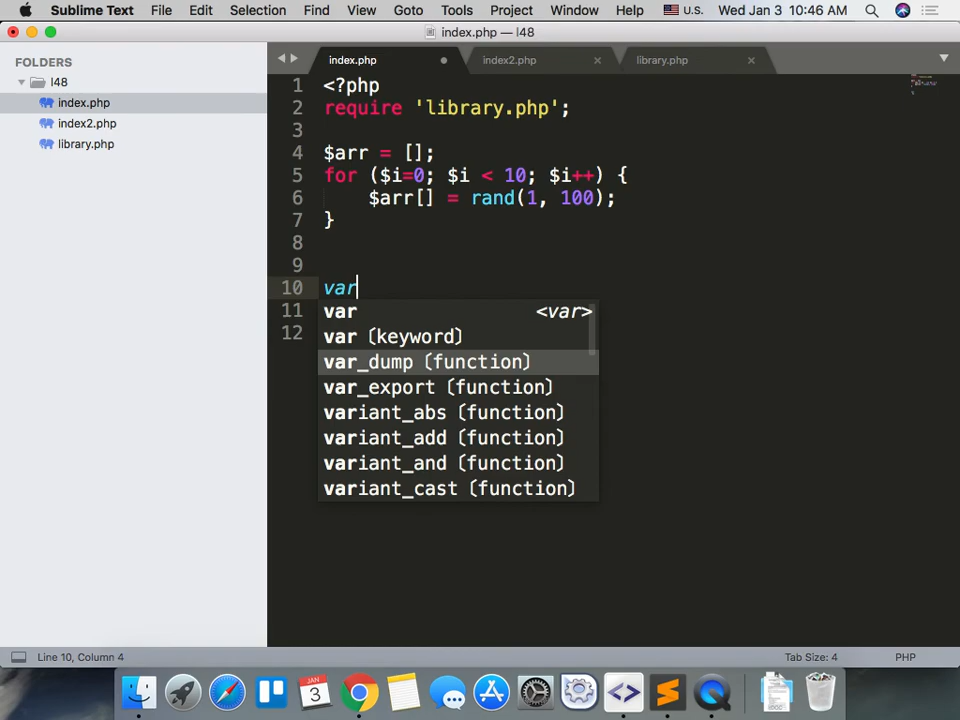 Sublime Text File Edit Selection Find View Goto Tools Project Window Help U.S. Wed Jan 3 10:46 AM
index.php — l48
FOLDERS
l48
index.php
index2.php
library.php
index.php index2.php library.php
1 <?php
2 require 'library.php';
3
4 $arr = [];
5 for ($i=0; $i < 10; $i++) {
6 $arr[] = rand(1, 100);
7 }
8
9
10 var
11
12
var <var>
var (keyword)
var_dump (function)
var_export (function)
variant_abs (function)
variant_add (function)
variant_and (function)
variant_cast (function)
Line 10, Column 4 Tab Size: 4 PHP
JAN
3